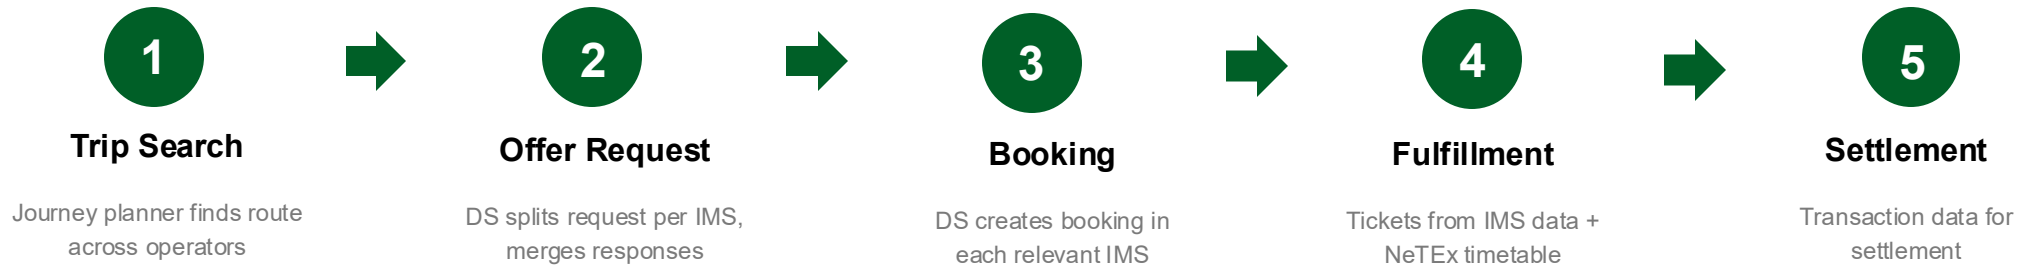 1
Trip Search
Journey planner finds route
across operators
2
Offer Request
DS splits request per IMS,
merges responses
3
Booking
DS creates booking in
each relevant IMS
4
Fulfillment
Tickets from IMS data +
NeTEx timetable
5
Settlement
Transaction data for
settlement